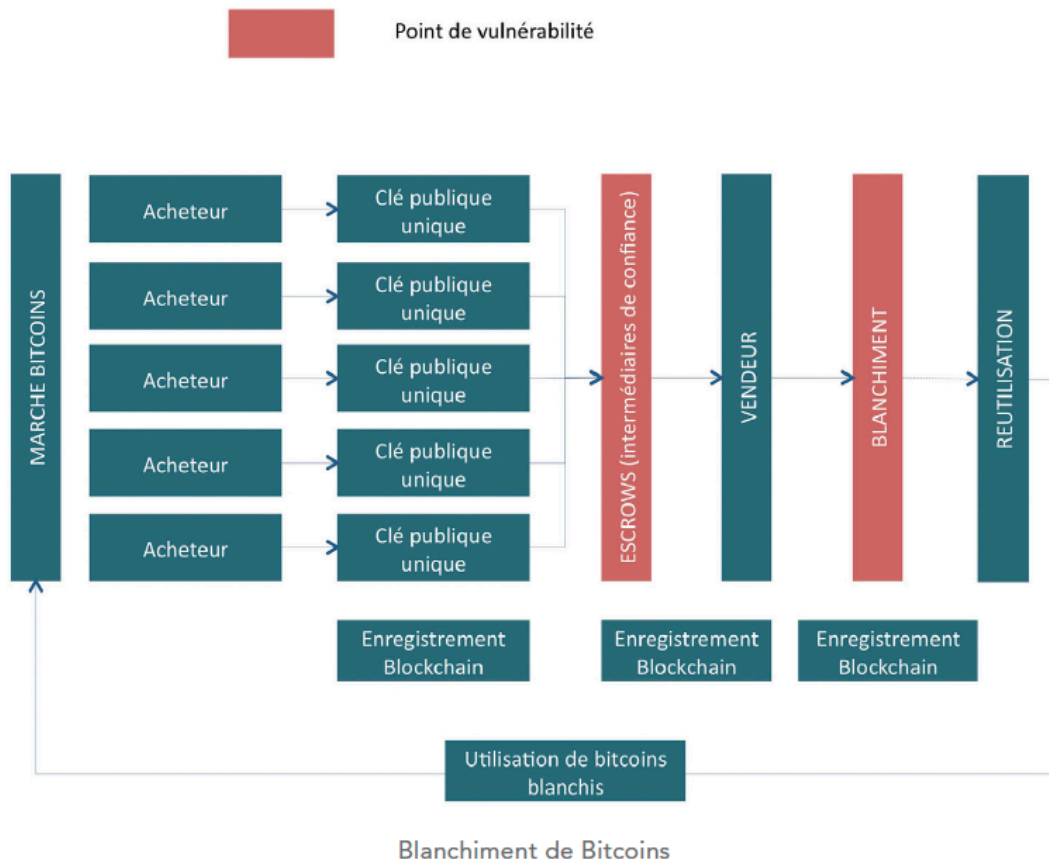 Point de vulnérabilité
MARCHE BITCOINS
Acheteur
Clé publique
unique
Acheteur
Clé publique
unique
Acheteur
Clé publique
unique
Acheteur
Clé publique
unique
Acheteur
Clé publique
unique
ESCROWS (intermédiaires de confiance)
VENDEUR
BLANCHIMENT
REUTILISATION
Enregistrement
Blockchain
Enregistrement
Blockchain
Enregistrement
Blockchain
Utilisation de bitcoins
blanchis
Blanchiment de Bitcoins